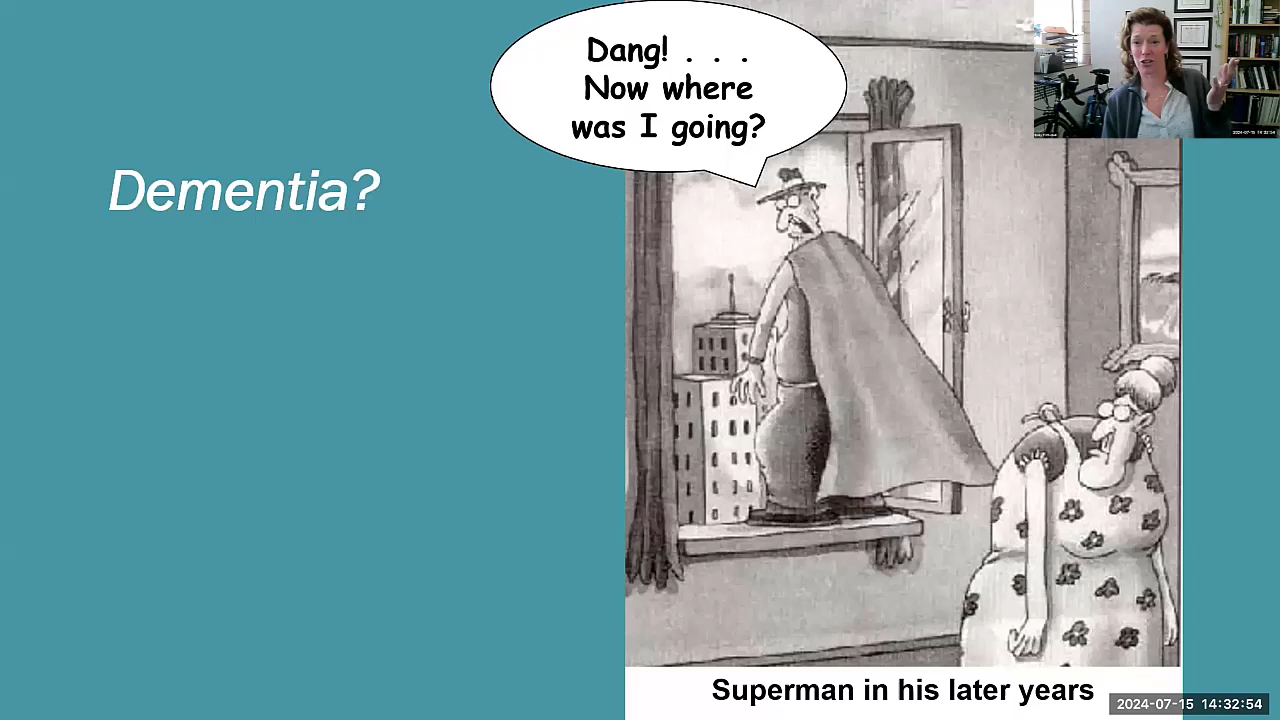 Dang! . . .
Now where
was I going?
Dementia?
Superman in his later years
2024-07-15 14:32:54